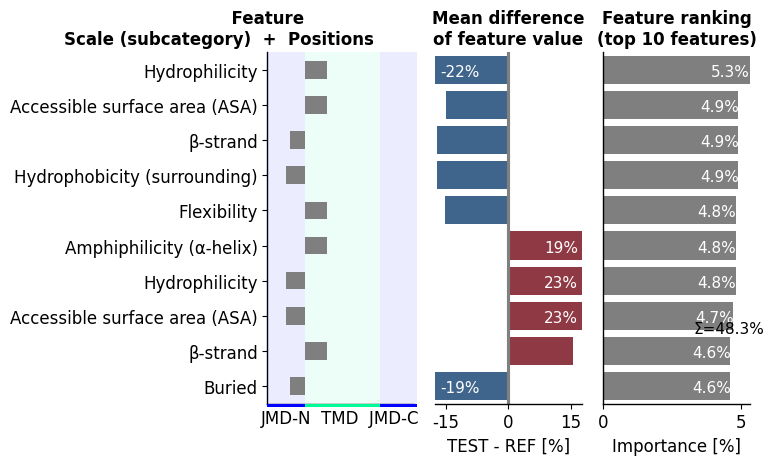 Feature
Scale (subcategory) + Positions
Mean difference
of feature value
Feature ranking
(top 10 features)
Hydrophilicity
-22%
5.3%
Accessible surface area (ASA)
4.9%
β-strand
4.9%
Hydrophobicity (surrounding)
4.9%
Flexibility
4.8%
Amphiphilicity (α-helix)
19%
4.8%
Hydrophilicity
23%
4.8%
Accessible surface area (ASA)
23%
4.7%
Σ=48.3%
β-strand
4.6%
Buried
-19%
4.6%
JMD-N TMD JMD-C
-15 0 15
0 5
TEST - REF [%]
Importance [%]